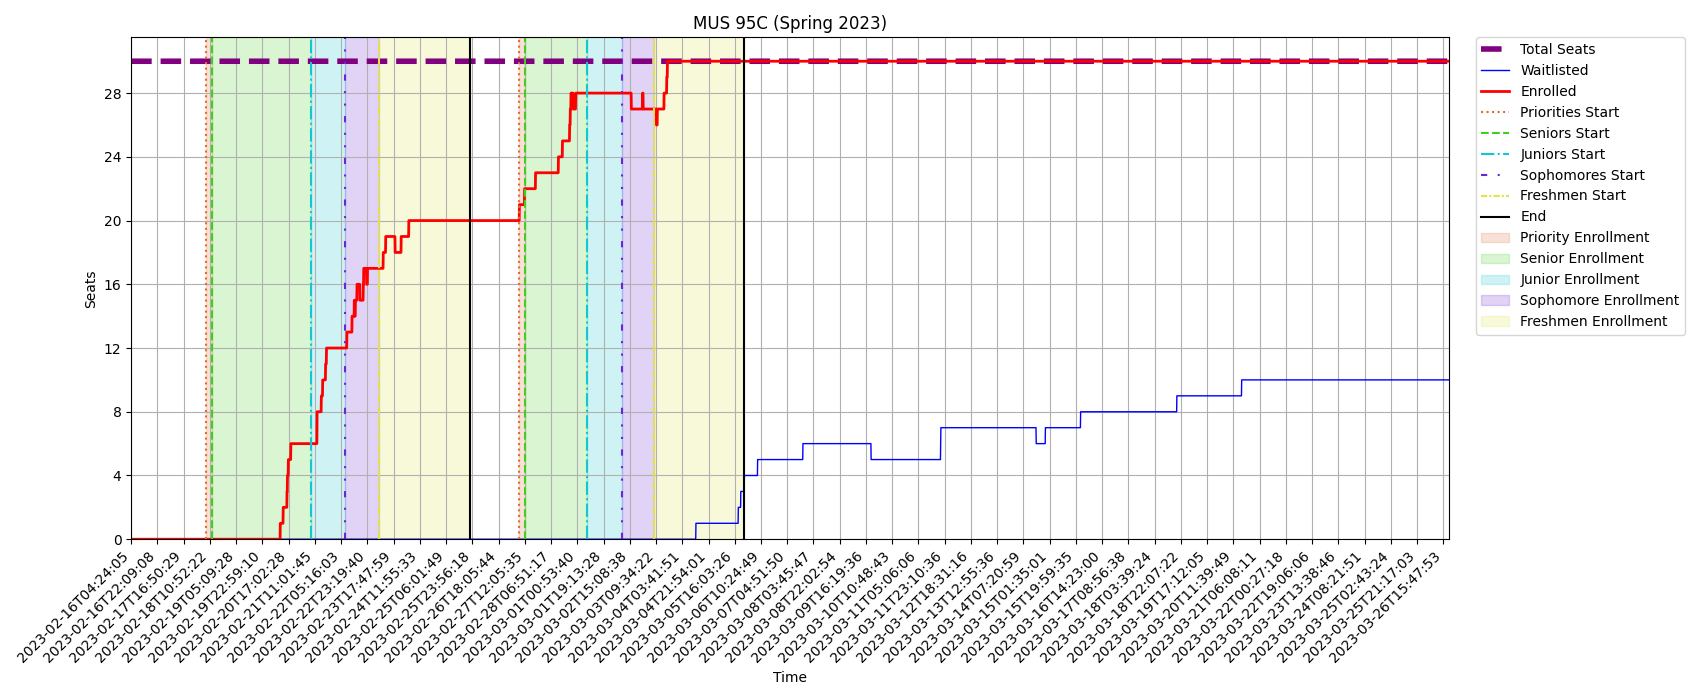 MUS 95C (Spring 2023)
Total Seats
Waitlisted
Enrolled
Priorities Start
Seniors Start
Juniors Start
Sophomores Start
Freshmen Start
End
Priority Enrollment
Senior Enrollment
Junior Enrollment
Sophomore Enrollment
Freshmen Enrollment
Seats
28
24
20
16
12
8
4
0
2023-02-16T04:24:05
2023-02-16T22:09:08
2023-02-17T16:50:29
2023-02-18T10:52:22
2023-02-19T05:09:28
2023-02-19T22:59:10
2023-02-20T17:02:28
2023-02-21T11:01:45
2023-02-22T05:16:03
2023-02-22T23:19:40
2023-02-23T17:47:59
2023-02-24T11:55:33
2023-02-25T06:01:49
2023-02-25T23:56:18
2023-02-26T18:05:44
2023-02-27T12:05:35
2023-02-28T06:51:17
2023-03-01T00:53:40
2023-03-01T19:13:28
2023-03-02T15:08:38
2023-03-03T09:34:22
2023-03-04T03:41:51
2023-03-04T21:54:01
2023-03-05T16:03:26
2023-03-06T10:24:49
2023-03-07T04:51:50
2023-03-08T03:45:47
2023-03-08T22:02:54
2023-03-09T16:19:36
2023-03-10T10:48:43
2023-03-11T05:06:06
2023-03-11T23:10:36
2023-03-12T18:31:16
2023-03-13T12:55:36
2023-03-14T07:20:59
2023-03-15T01:35:01
2023-03-15T19:59:35
2023-03-16T14:23:00
2023-03-17T08:56:38
2023-03-18T03:39:24
2023-03-18T22:07:22
2023-03-19T17:12:05
2023-03-20T11:39:49
2023-03-21T06:08:11
2023-03-22T00:27:18
2023-03-22T19:06:06
2023-03-23T13:38:46
2023-03-24T08:21:51
2023-03-25T02:43:24
2023-03-25T21:17:03
2023-03-26T15:47:53
Time